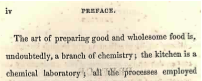 iv PREFACE.
The art of preparing good and wholesome food is,
undoubtedly, a branch of chemistry; the kitchen is a
chemical laboratory; all the processes employed